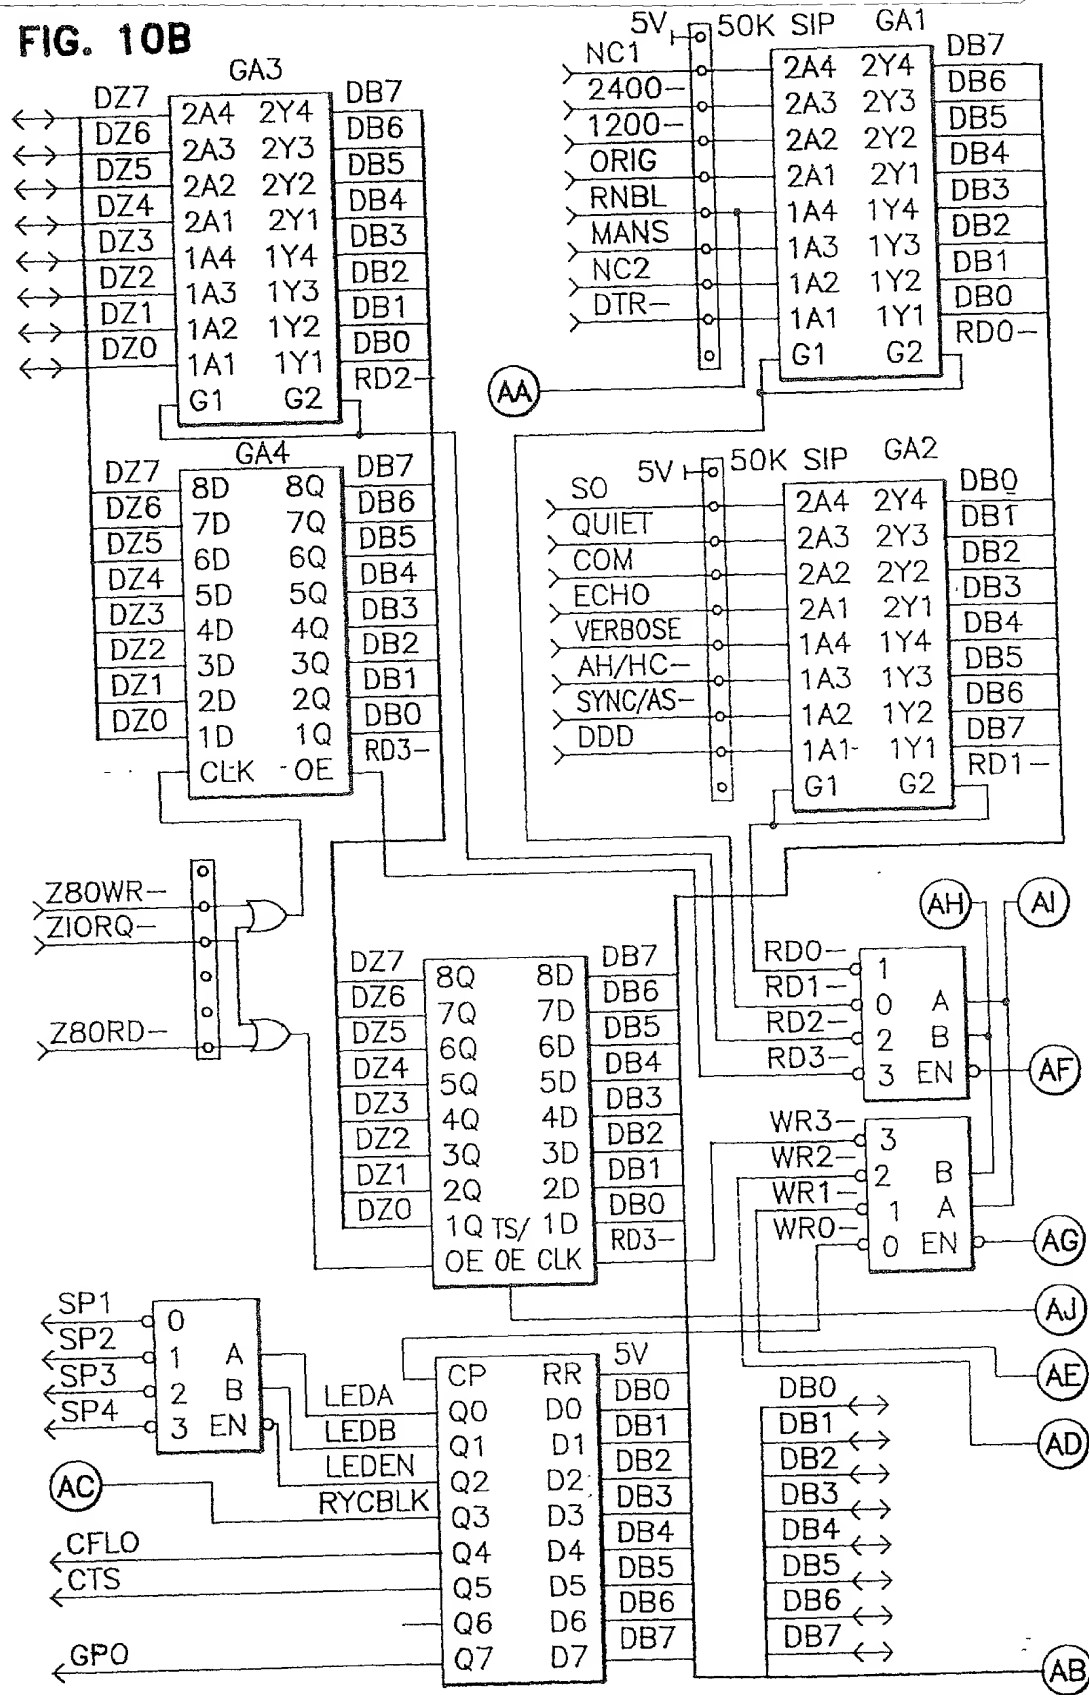 FIG. 10B
GA3
DZ7 2A4 2Y4 DB7
DZ6 2A3 2Y3 DB6
DZ5 2A2 2Y2 DB5
DZ4 2A1 2Y1 DB4
DZ3 1A4 1Y4 DB3
DZ2 1A3 1Y3 DB2
DZ1 1A2 1Y2 DB1
DZ0 1A1 1Y1 DB0
G1 G2 RD2-
5V 50K SIP GA1
NC1 2A4 2Y4 DB7
2400- 2A3 2Y3 DB6
1200- 2A2 2Y2 DB5
ORIG 2A1 2Y1 DB4
RNBL 1A4 1Y4 DB3
MANS 1A3 1Y3 DB2
NC2 1A2 1Y2 DB1
DTR- 1A1 1Y1 DB0
G1 G2 RD0-
AA
GA4
DZ7 8D 8Q DB7
DZ6 7D 7Q DB6
DZ5 6D 6Q DB5
DZ4 5D 5Q DB4
DZ3 4D 4Q DB3
DZ2 3D 3Q DB2
DZ1 2D 2Q DB1
DZ0 1D 1Q DB0
CLK OE RD3-
5V 50K SIP GA2
SO 2A4 2Y4 DB0
QUIET 2A3 2Y3 DB1
COM 2A2 2Y2 DB2
ECHO 2A1 2Y1 DB3
VERBOSE 1A4 1Y4 DB4
AH/HC- 1A3 1Y3 DB5
SYNC/AS- 1A2 1Y2 DB6
DDD 1A1 1Y1 DB7
G1 G2 RD1-
Z80WR-
ZIORQ-
Z80RD-
DZ7 8Q 8D DB7
DZ6 7Q 7D DB6
DZ5 6Q 6D DB5
DZ4 5Q 5D DB4
DZ3 4Q 4D DB3
DZ2 3Q 3D DB2
DZ1 2Q 2D DB1
DZ0 1Q TS/ 1D DB0
OE OE CLK RD3-
AH AI
RD0- 1
RD1- 0 A
RD2- 2 B
RD3- 3 EN AF
WR3- 3
WR2- 2 B
WR1- 1 A
WR0- 0 EN AG
AJ
AE
AD
SP1 0
SP2 1 A
SP3 2 B
SP4 3 EN
AC
LEDA
LEDB
LEDEN
RYCBLK
CFLO
CTS
GPO
CP RR 5V
Q0 D0 DB0
Q1 D1 DB1
Q2 D2 DB2
Q3 D3 DB3
Q4 D4 DB4
Q5 D5 DB5
Q6 D6 DB6
Q7 D7 DB7
DB0
DB1
DB2
DB3
DB4
DB5
DB6
DB7
AB